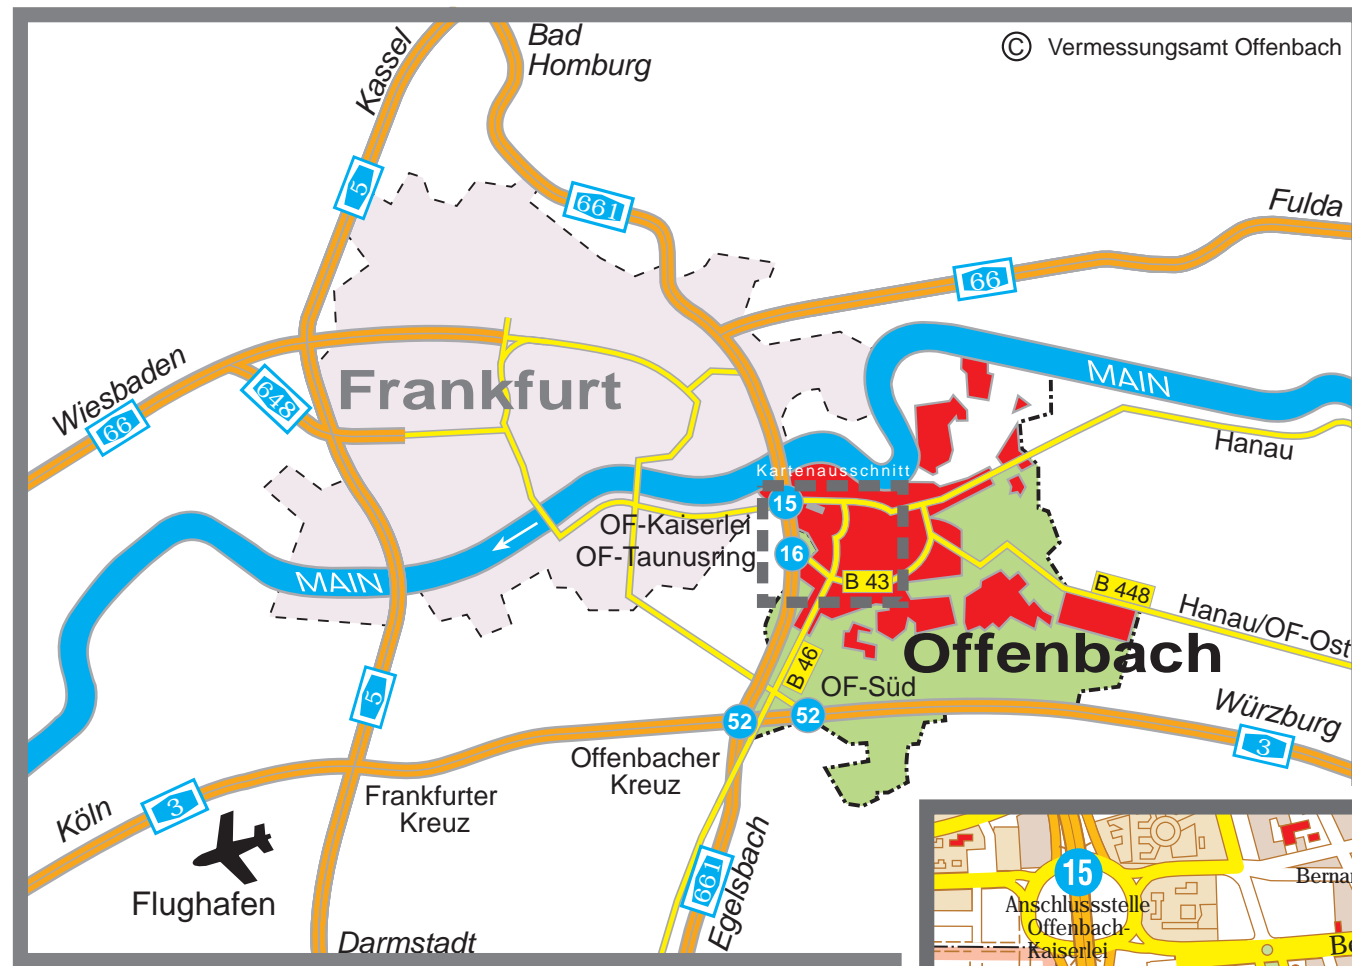 Kassel
Bad
Homburg
© Vermessungsamt Offenbach
5
661
Fulda
66
Wiesbaden
66
648
Frankfurt
MAIN
Hanau
Kartenausschnitt
15
OF-Kaiserlei
16
OF-Taunusring
MAIN
B 43
B 448
Hanau/OF-Ost
Offenbach
B 46
OF-Süd
5
52
52
Würzburg
3
Offenbacher
Kreuz
Köln
3
Frankfurter
Kreuz
Flughafen
661
Egelsbach
Darmstadt
15
Anschlussstelle
Offenbach-
Kaiserlei